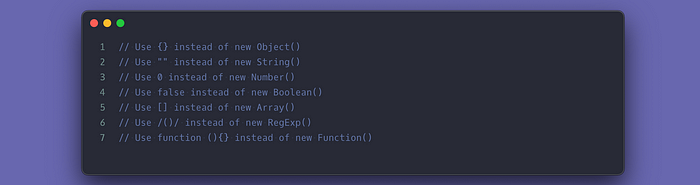 1 // Use {} instead of new Object()
2 // Use "" instead of new String()
3 // Use 0 instead of new Number()
4 // Use false instead of new Boolean()
5 // Use [] instead of new Array()
6 // Use /()/ instead of new RegExp()
7 // Use function (){} instead of new Function()